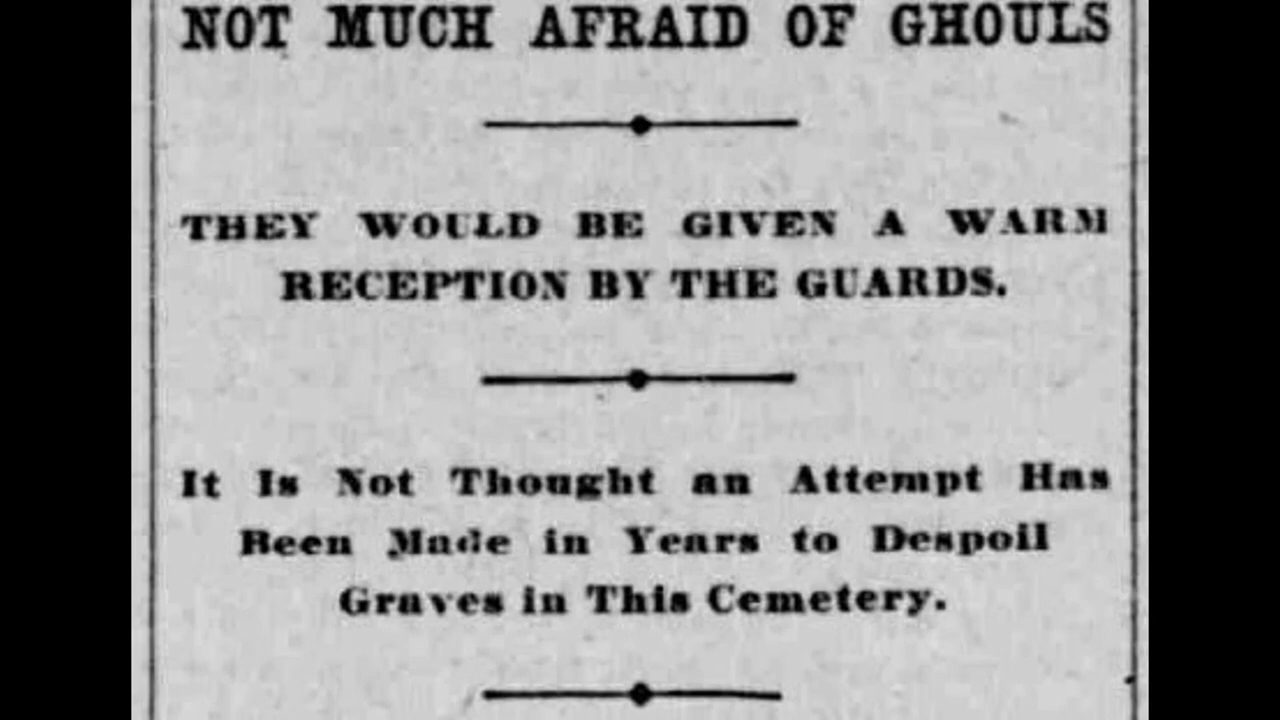 NOT MUCH AFRAID OF GHOULS
THEY WOULD BE GIVEN A WARM
RECEPTION BY THE GUARDS.
It Is Not Thought an Attempt Has
Been Made in Years to Despoil
Graves in This Cemetery.